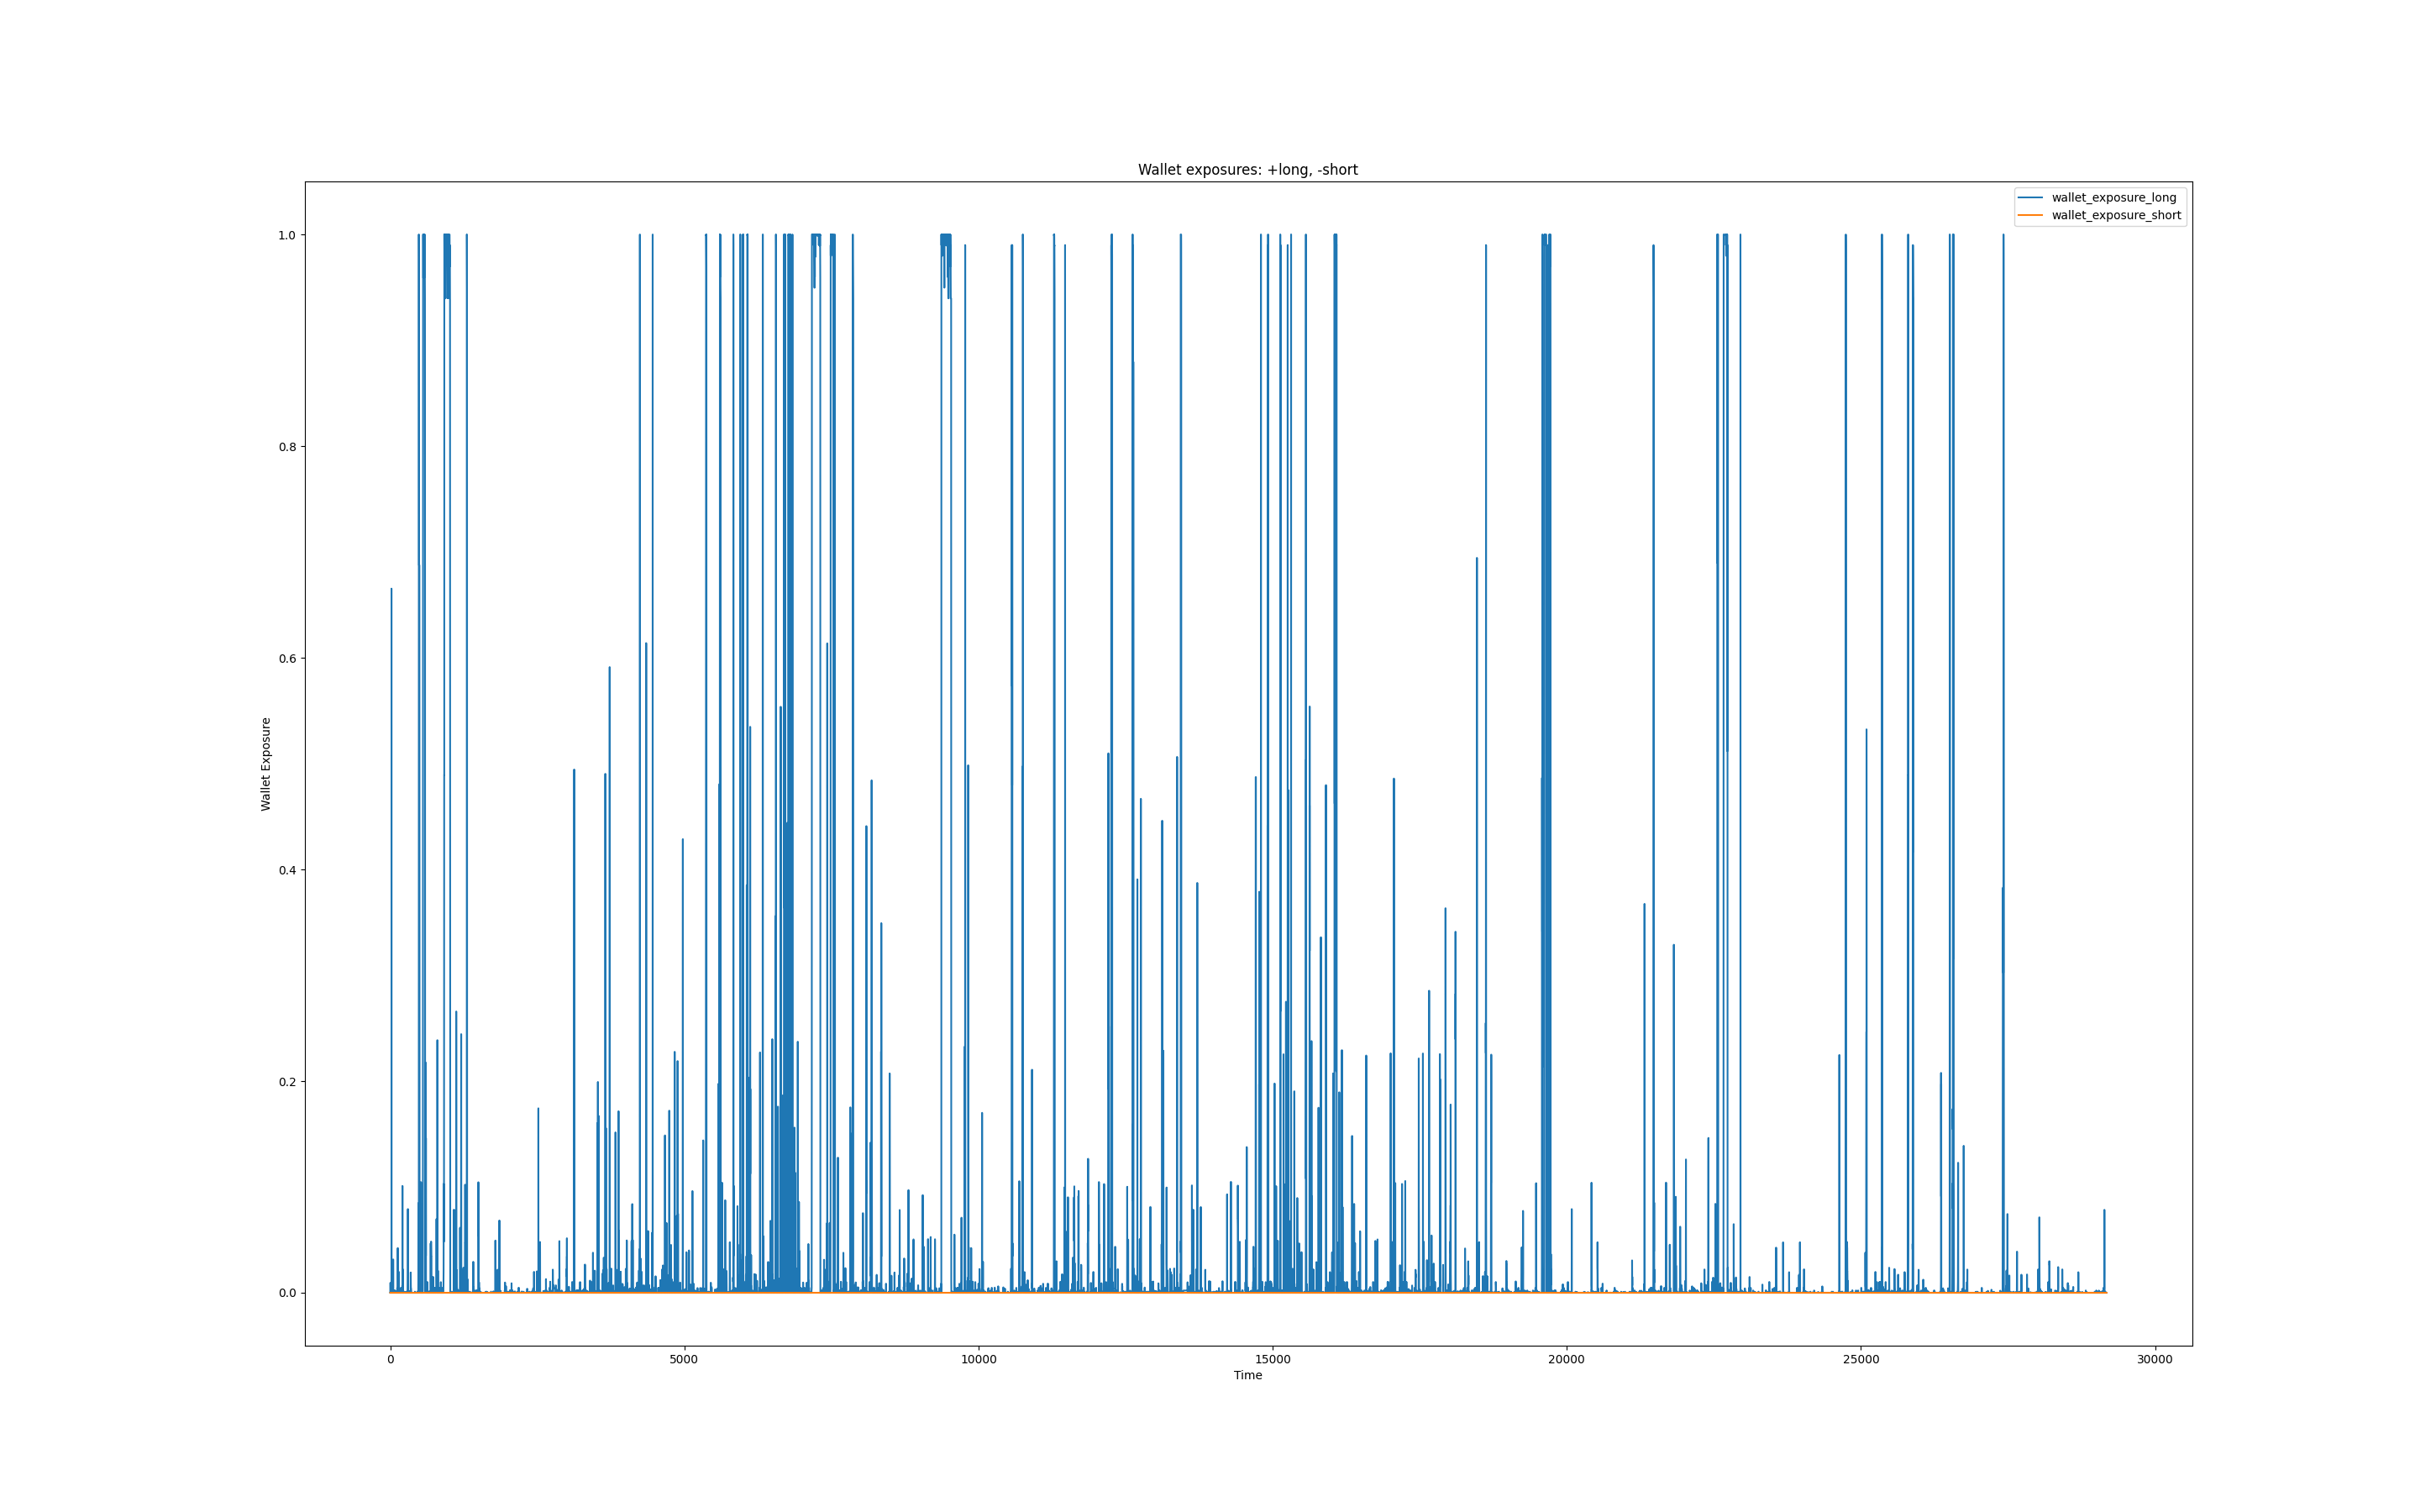 Wallet exposures: +long, -short
wallet_exposure_long
wallet_exposure_short
1.0
0.8
0.6
0.4
0.2
0.0
Wallet Exposure
0 5000 10000 15000 20000 25000 30000
Time